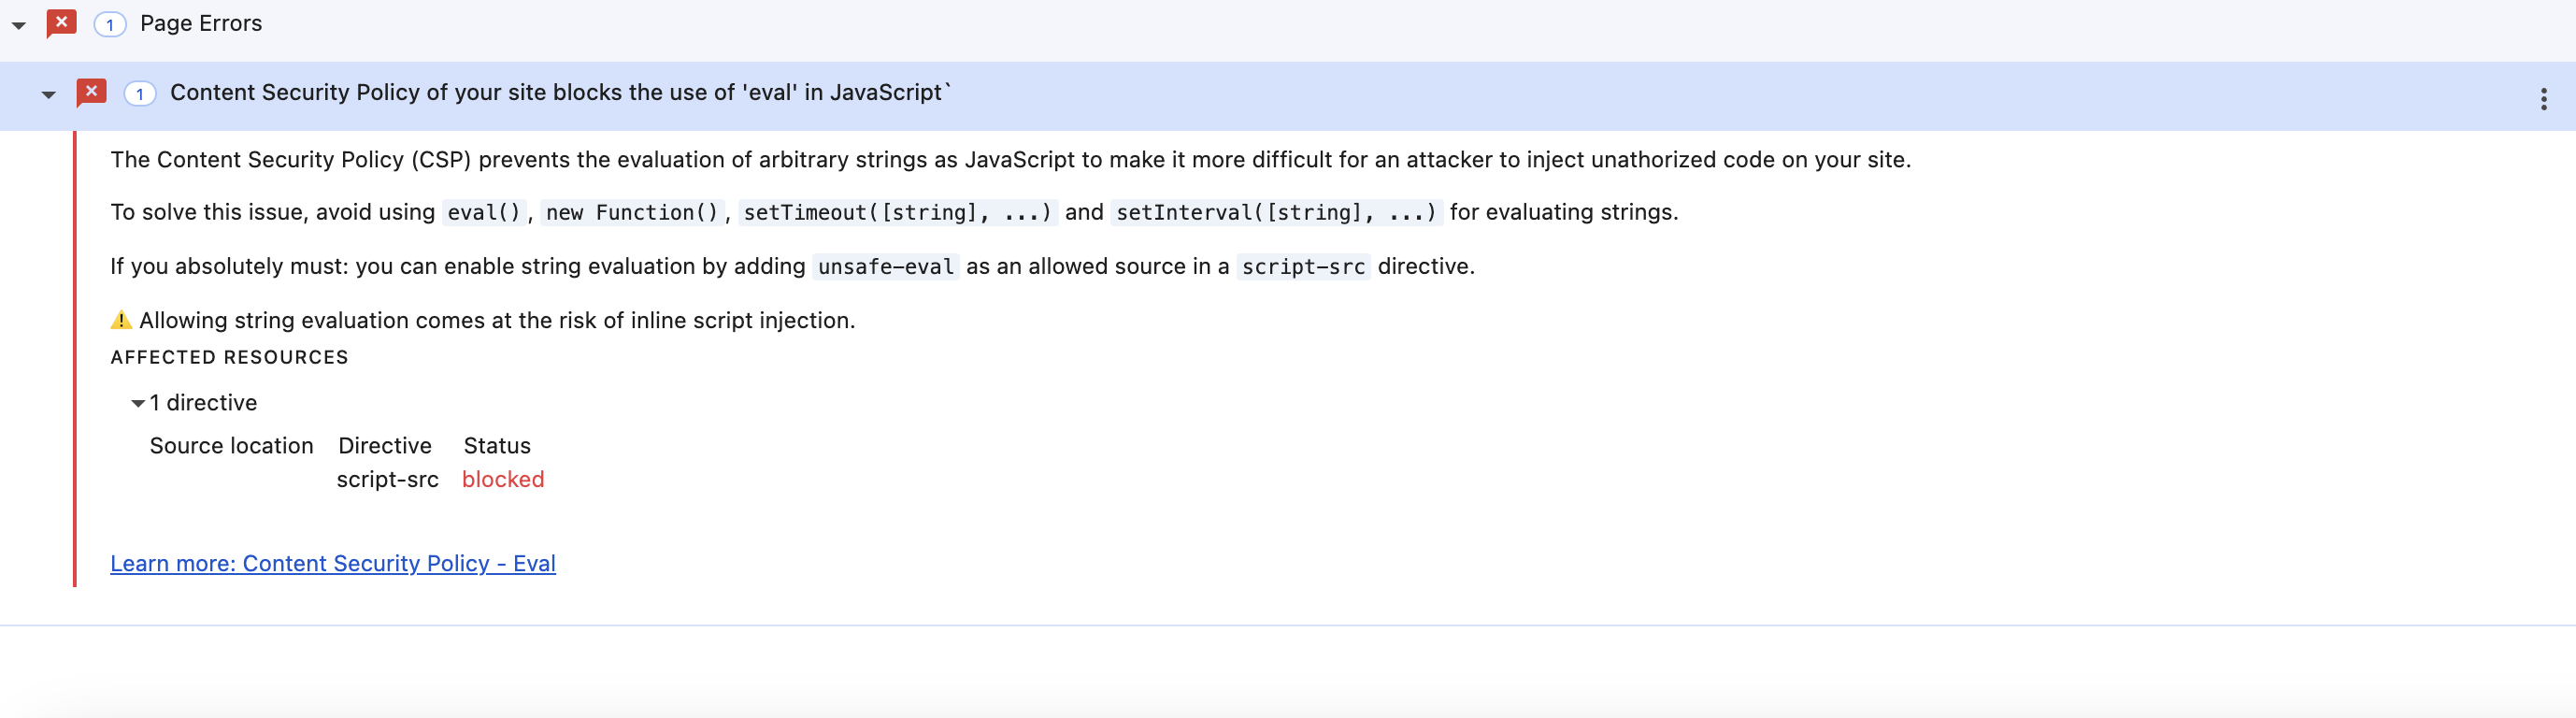 1 Page Errors
1 Content Security Policy of your site blocks the use of 'eval' in JavaScript`
The Content Security Policy (CSP) prevents the evaluation of arbitrary strings as JavaScript to make it more difficult for an attacker to inject unathorized code on your site.
To solve this issue, avoid using eval(), new Function(), setTimeout([string], ...) and setInterval([string], ...) for evaluating strings.
If you absolutely must: you can enable string evaluation by adding unsafe-eval as an allowed source in a script-src directive.
⚠️ Allowing string evaluation comes at the risk of inline script injection.
AFFECTED RESOURCES
1 directive
Source location Directive Status
script-src blocked
Learn more: Content Security Policy - Eval